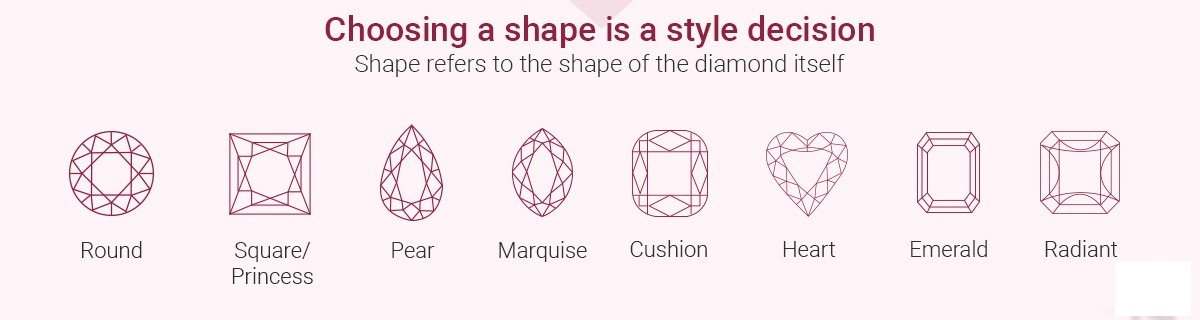 Choosing a shape is a style decision
Shape refers to the shape of the diamond itself
Round
Square/
Princess
Pear
Marquise
Cushion
Heart
Emerald
Radiant